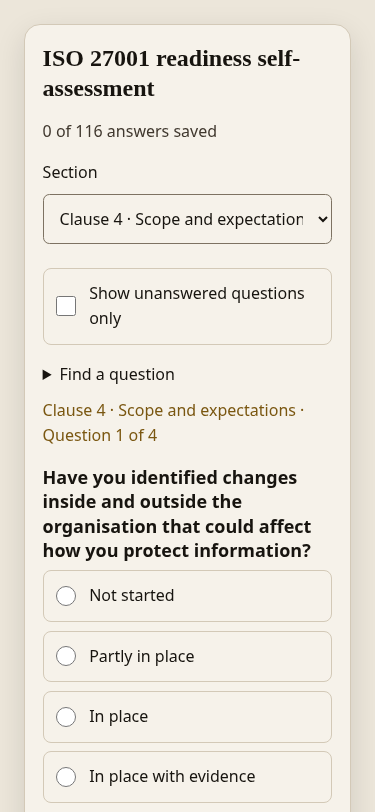 ISO 27001 readiness self-
assessment
0 of 116 answers saved
Section
Clause 4 · Scope and expectation
Show unanswered questions
only
Find a question
Clause 4 · Scope and expectations ·
Question 1 of 4
Have you identified changes
inside and outside the
organisation that could affect
how you protect information?
Not started
Partly in place
In place
In place with evidence